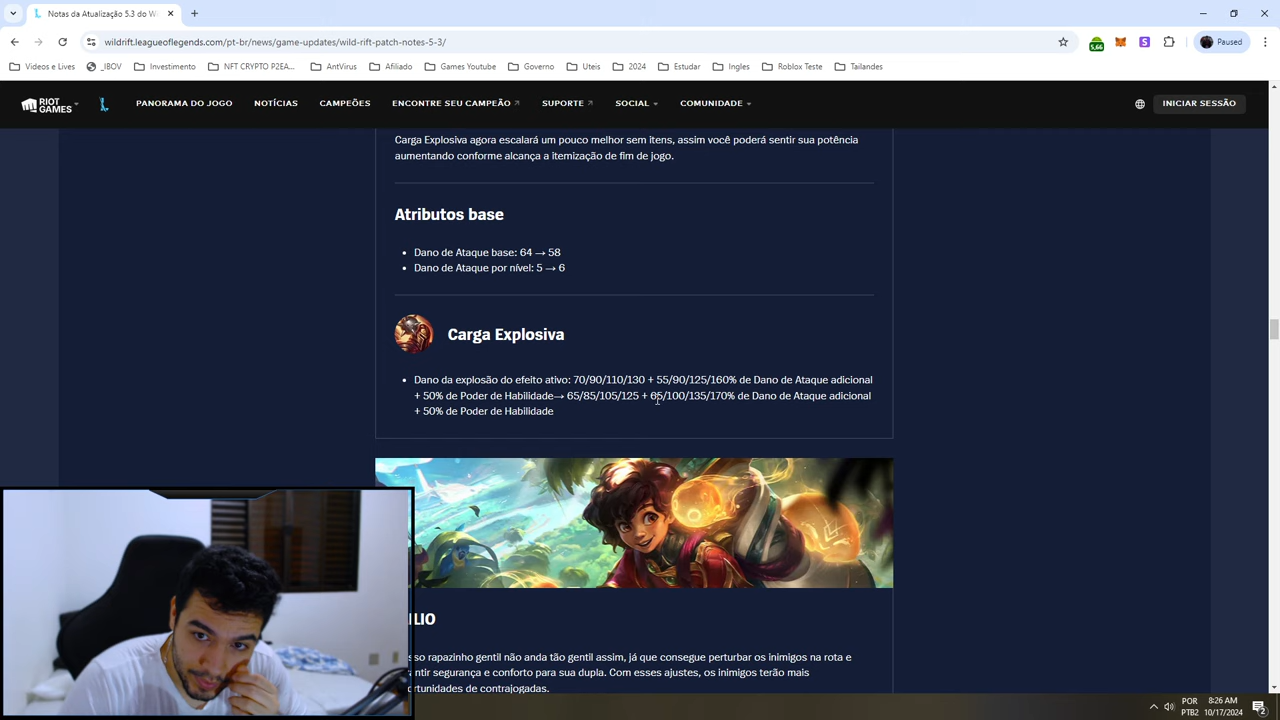 Notas da Atualização 5.3 do Wi
wildrift.leagueoflegends.com/pt-br/news/game-updates/wild-rift-patch-notes-5-3/
5,66
S
Paused
Videos e Lives
_IBOV
Investimento
NFT CRYPTO P2EA...
AntVirus
Afiliado
Games Youtube
Governo
Uteis
2024
Estudar
Ingles
Roblox Teste
Tailandes
RIOT GAMES
PANORAMA DO JOGO
NOTÍCIAS
CAMPEÕES
ENCONTRE SEU CAMPEÃO
SUPORTE
SOCIAL
COMUNIDADE
INICIAR SESSÃO
Carga Explosiva agora escalará um pouco melhor sem itens, assim você poderá sentir sua potência
aumentando conforme alcança a itemização de fim de jogo.
Atributos base
Dano de Ataque base: 64 → 58
Dano de Ataque por nível: 5 → 6
Carga Explosiva
Dano da explosão do efeito ativo: 70/90/110/130 + 55/90/125/160% de Dano de Ataque adicional
+ 50% de Poder de Habilidade→ 65/85/105/125 + 65/100/135/170% de Dano de Ataque adicional
+ 50% de Poder de Habilidade
LIO
sso rapazinho gentil não anda tão gentil assim, já que consegue perturbar os inimigos na rota e
ntir segurança e conforto para sua dupla. Com esses ajustes, os inimigos terão mais
ortunidades de contrajogadas.
POR
PTB2
8:26 AM
10/17/2024
2